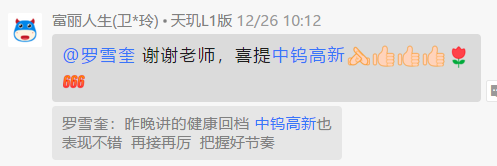 富丽人生(卫*玲) • 天玑L1版 12/26 10:12
@罗雪奎 谢谢老师，喜提中钨高新👌👍👍👍🌹
666
罗雪奎：昨晚讲的健康回档 中钨高新也
表现不错  再接再厉  把握好节奏